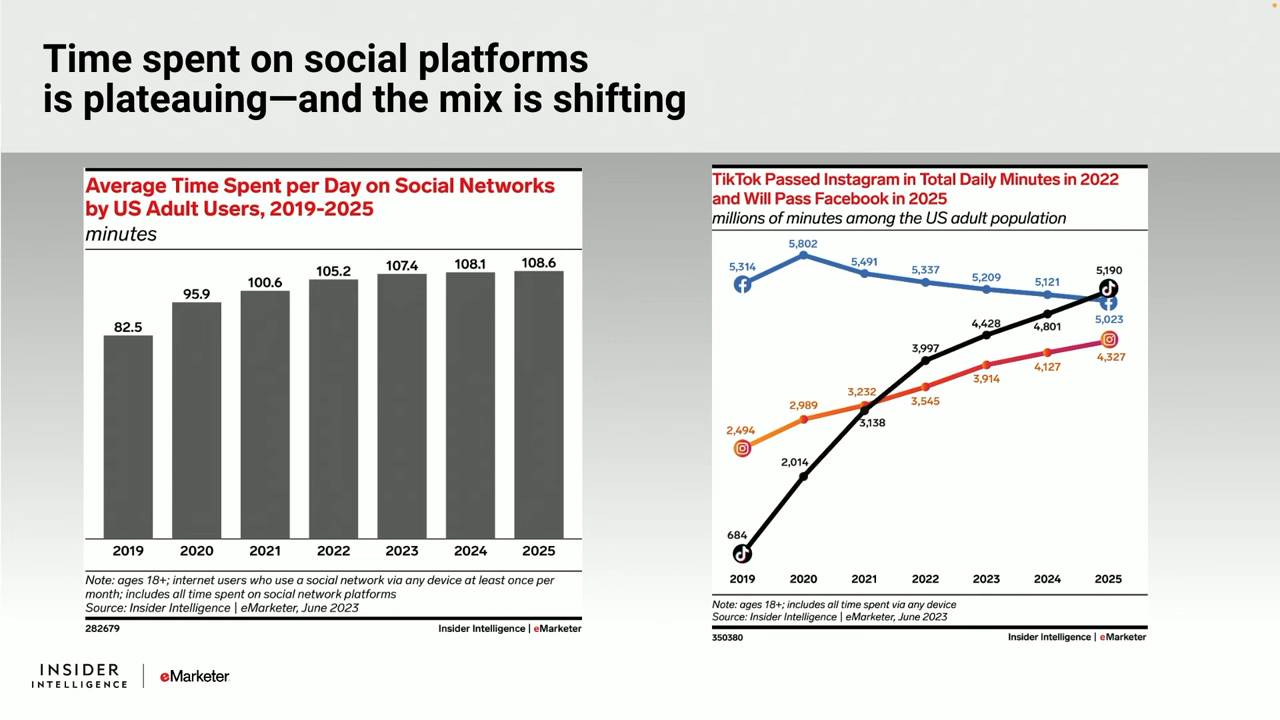 Time spent on social platforms
is plateauing—and the mix is shifting
Average Time Spent per Day on Social Networks
by US Adult Users, 2019-2025
minutes
82.5
95.9
100.6
105.2
107.4
108.1
108.6
2019 2020 2021 2022 2023 2024 2025
Note: ages 18+; internet users who use a social network via any device at least once per
month; includes all time spent on social network platforms
Source: Insider Intelligence | eMarketer, June 2023
282679 Insider Intelligence | eMarketer
TikTok Passed Instagram in Total Daily Minutes in 2022
and Will Pass Facebook in 2025
millions of minutes among the US adult population
5,314
5,802
5,491
5,337
5,209
5,121
5,023
2,494
2,989
3,232
3,545
3,914
4,127
4,327
684
2,014
3,138
3,997
4,428
4,801
5,190
2019 2020 2021 2022 2023 2024 2025
Note: ages 18+; includes all time spent via any device
Source: Insider Intelligence | eMarketer, June 2023
350380 Insider Intelligence | eMarketer
INSIDER
INTELLIGENCE
eMarketer